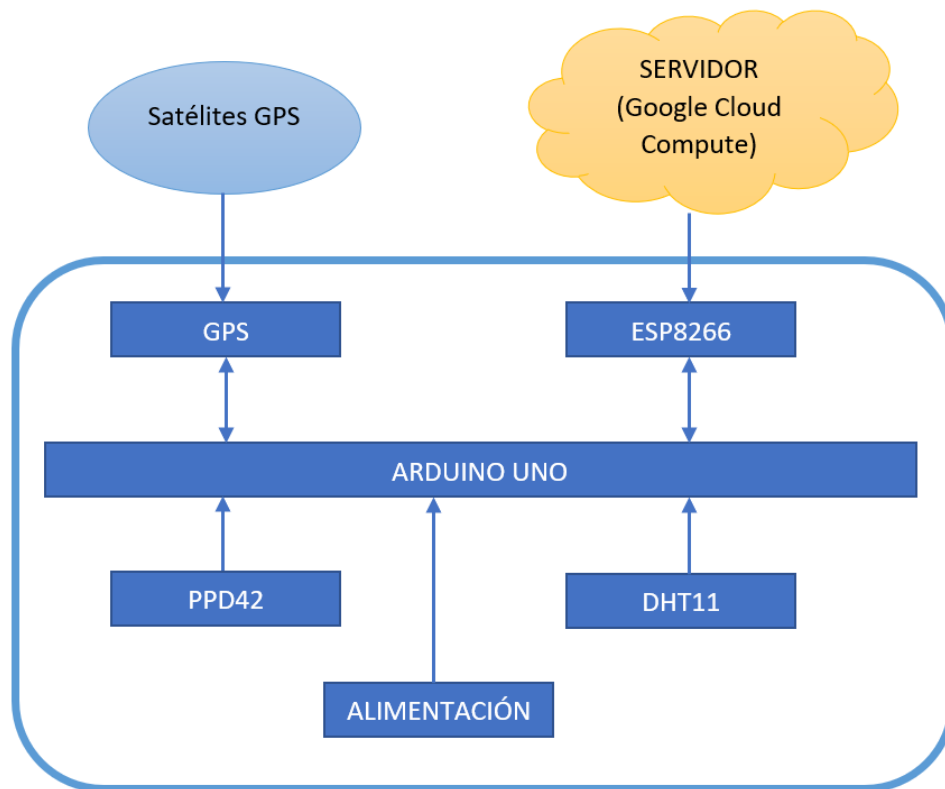 Satélites GPS
SERVIDOR
(Google Cloud
Compute)
GPS
ESP8266
ARDUINO UNO
PPD42
DHT11
ALIMENTACIÓN